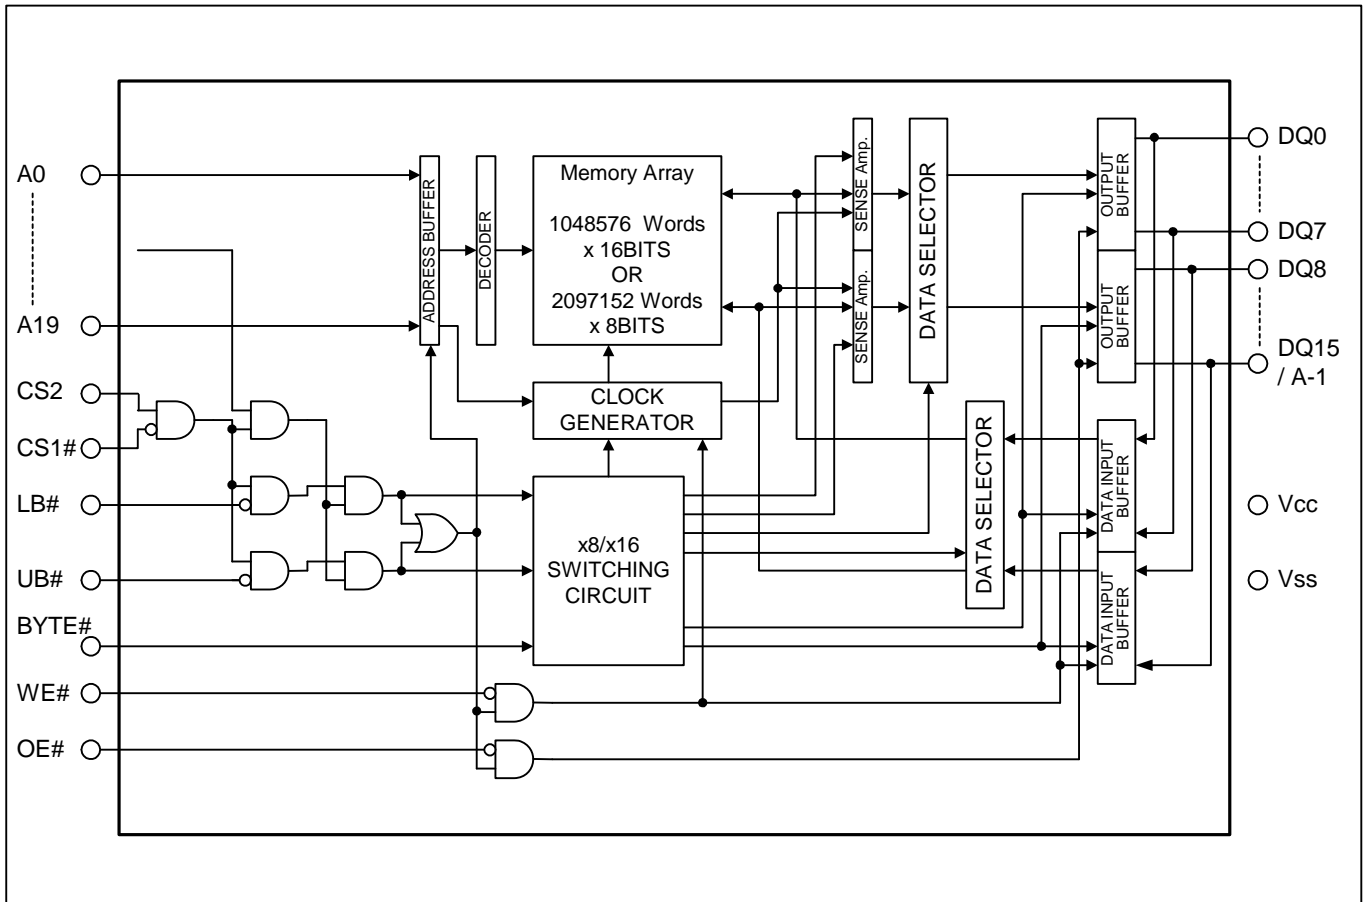 A0
A19
CS2
CS1#
LB#
UB#
BYTE#
WE#
OE#
ADDRESS BUFFER
DECODER
Memory Array
1048576 Words
x 16BITS
OR
2097152 Words
x 8BITS
CLOCK
GENERATOR
x8/x16
SWITCHING
CIRCUIT
SENSE Amp.
SENSE Amp.
DATA SELECTOR
DATA SELECTOR
OUTPUT
BUFFER
OUTPUT
BUFFER
DATA INPUT
BUFFER
DATA INPUT
BUFFER
DQ0
DQ7
DQ8
DQ15
/ A-1
Vcc
Vss